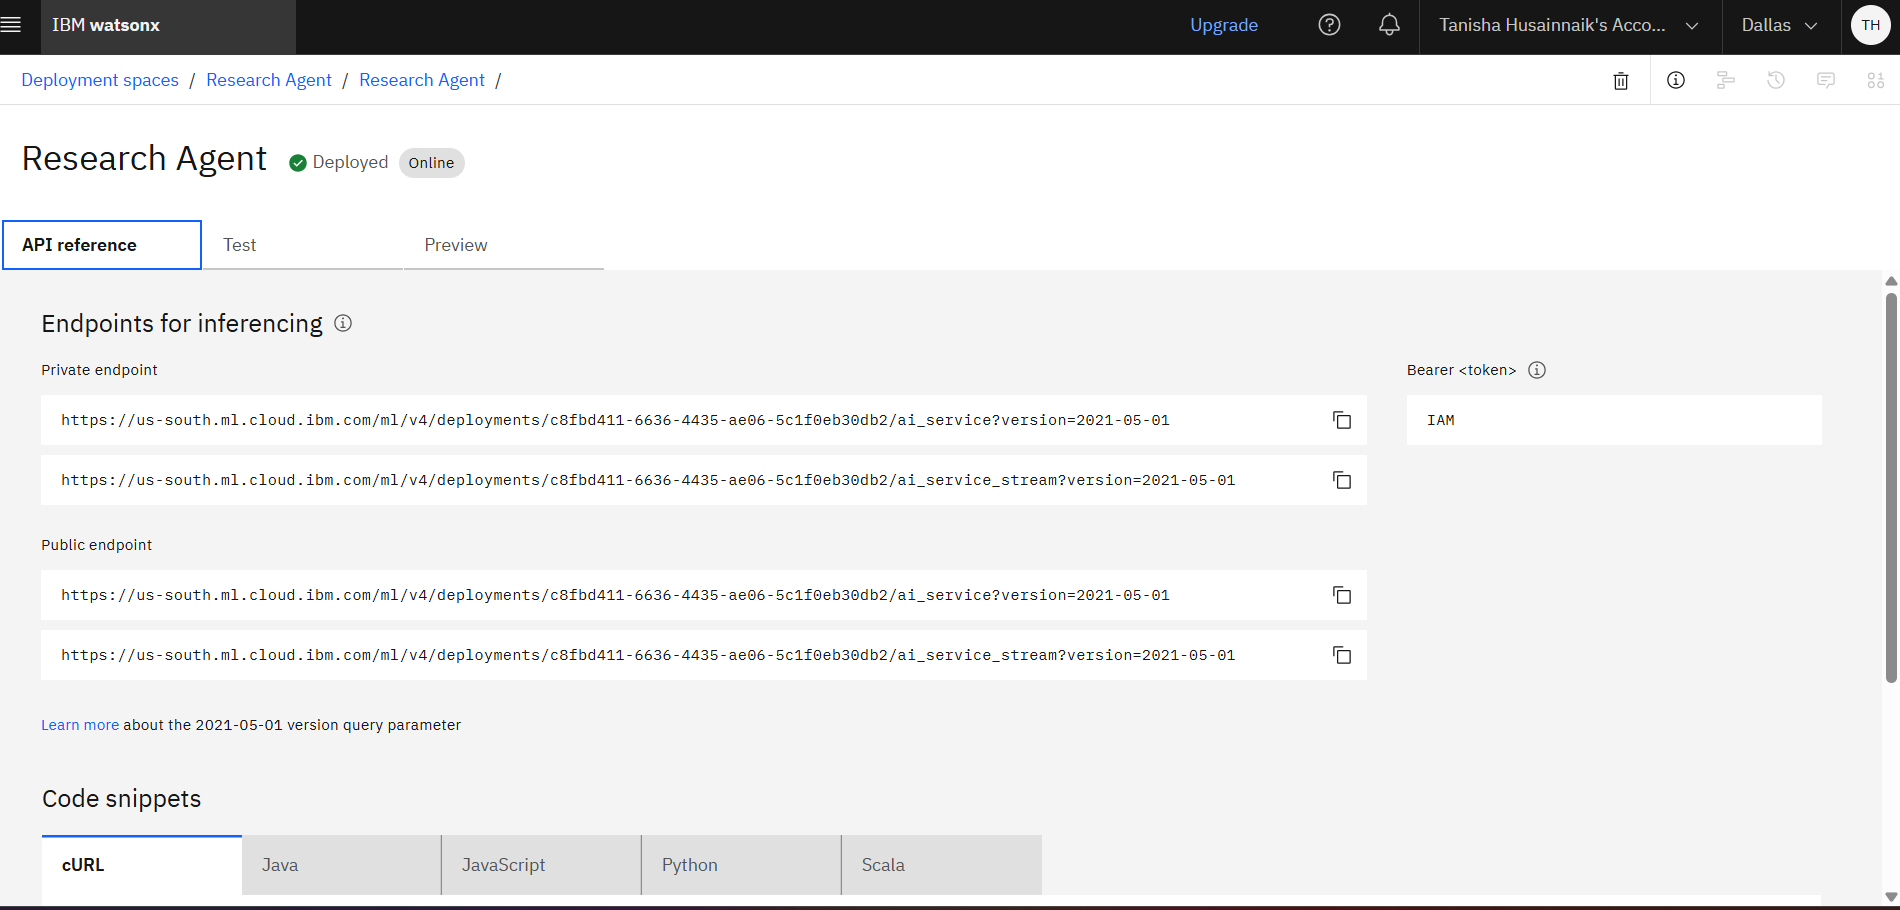 IBM watsonx
Upgrade
Tanisha Husainnaik's Acco...
Dallas
TH
Deployment spaces / Research Agent / Research Agent /
Research Agent
Deployed
Online
API reference
Test
Preview
Endpoints for inferencing
Private endpoint
Bearer <token>
https://us-south.ml.cloud.ibm.com/ml/v4/deployments/c8fbd411-6636-4435-ae06-5c1f0eb30db2/ai_service?version=2021-05-01
IAM
https://us-south.ml.cloud.ibm.com/ml/v4/deployments/c8fbd411-6636-4435-ae06-5c1f0eb30db2/ai_service_stream?version=2021-05-01
Public endpoint
https://us-south.ml.cloud.ibm.com/ml/v4/deployments/c8fbd411-6636-4435-ae06-5c1f0eb30db2/ai_service?version=2021-05-01
https://us-south.ml.cloud.ibm.com/ml/v4/deployments/c8fbd411-6636-4435-ae06-5c1f0eb30db2/ai_service_stream?version=2021-05-01
Learn more about the 2021-05-01 version query parameter
Code snippets
cURL
Java
JavaScript
Python
Scala